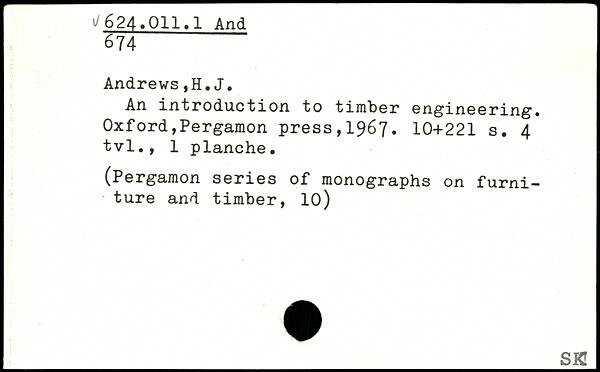 √ 624.011.1 And
674
Andrews,H.J.
An introduction to timber engineering.
Oxford,Pergamon press,1967. 10+221 s. 4
tvl., 1 planche.
(Pergamon series of monographs on furni-
ture and timber, 10)
SK